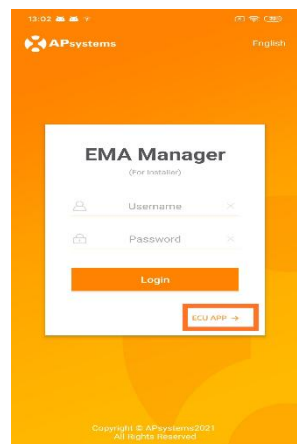 13:02
APsystems
English
EMA Manager
(For Installer)
Username
Password
Login
ECU APP →
Copyright © APsystems2021
All Rights Reserved